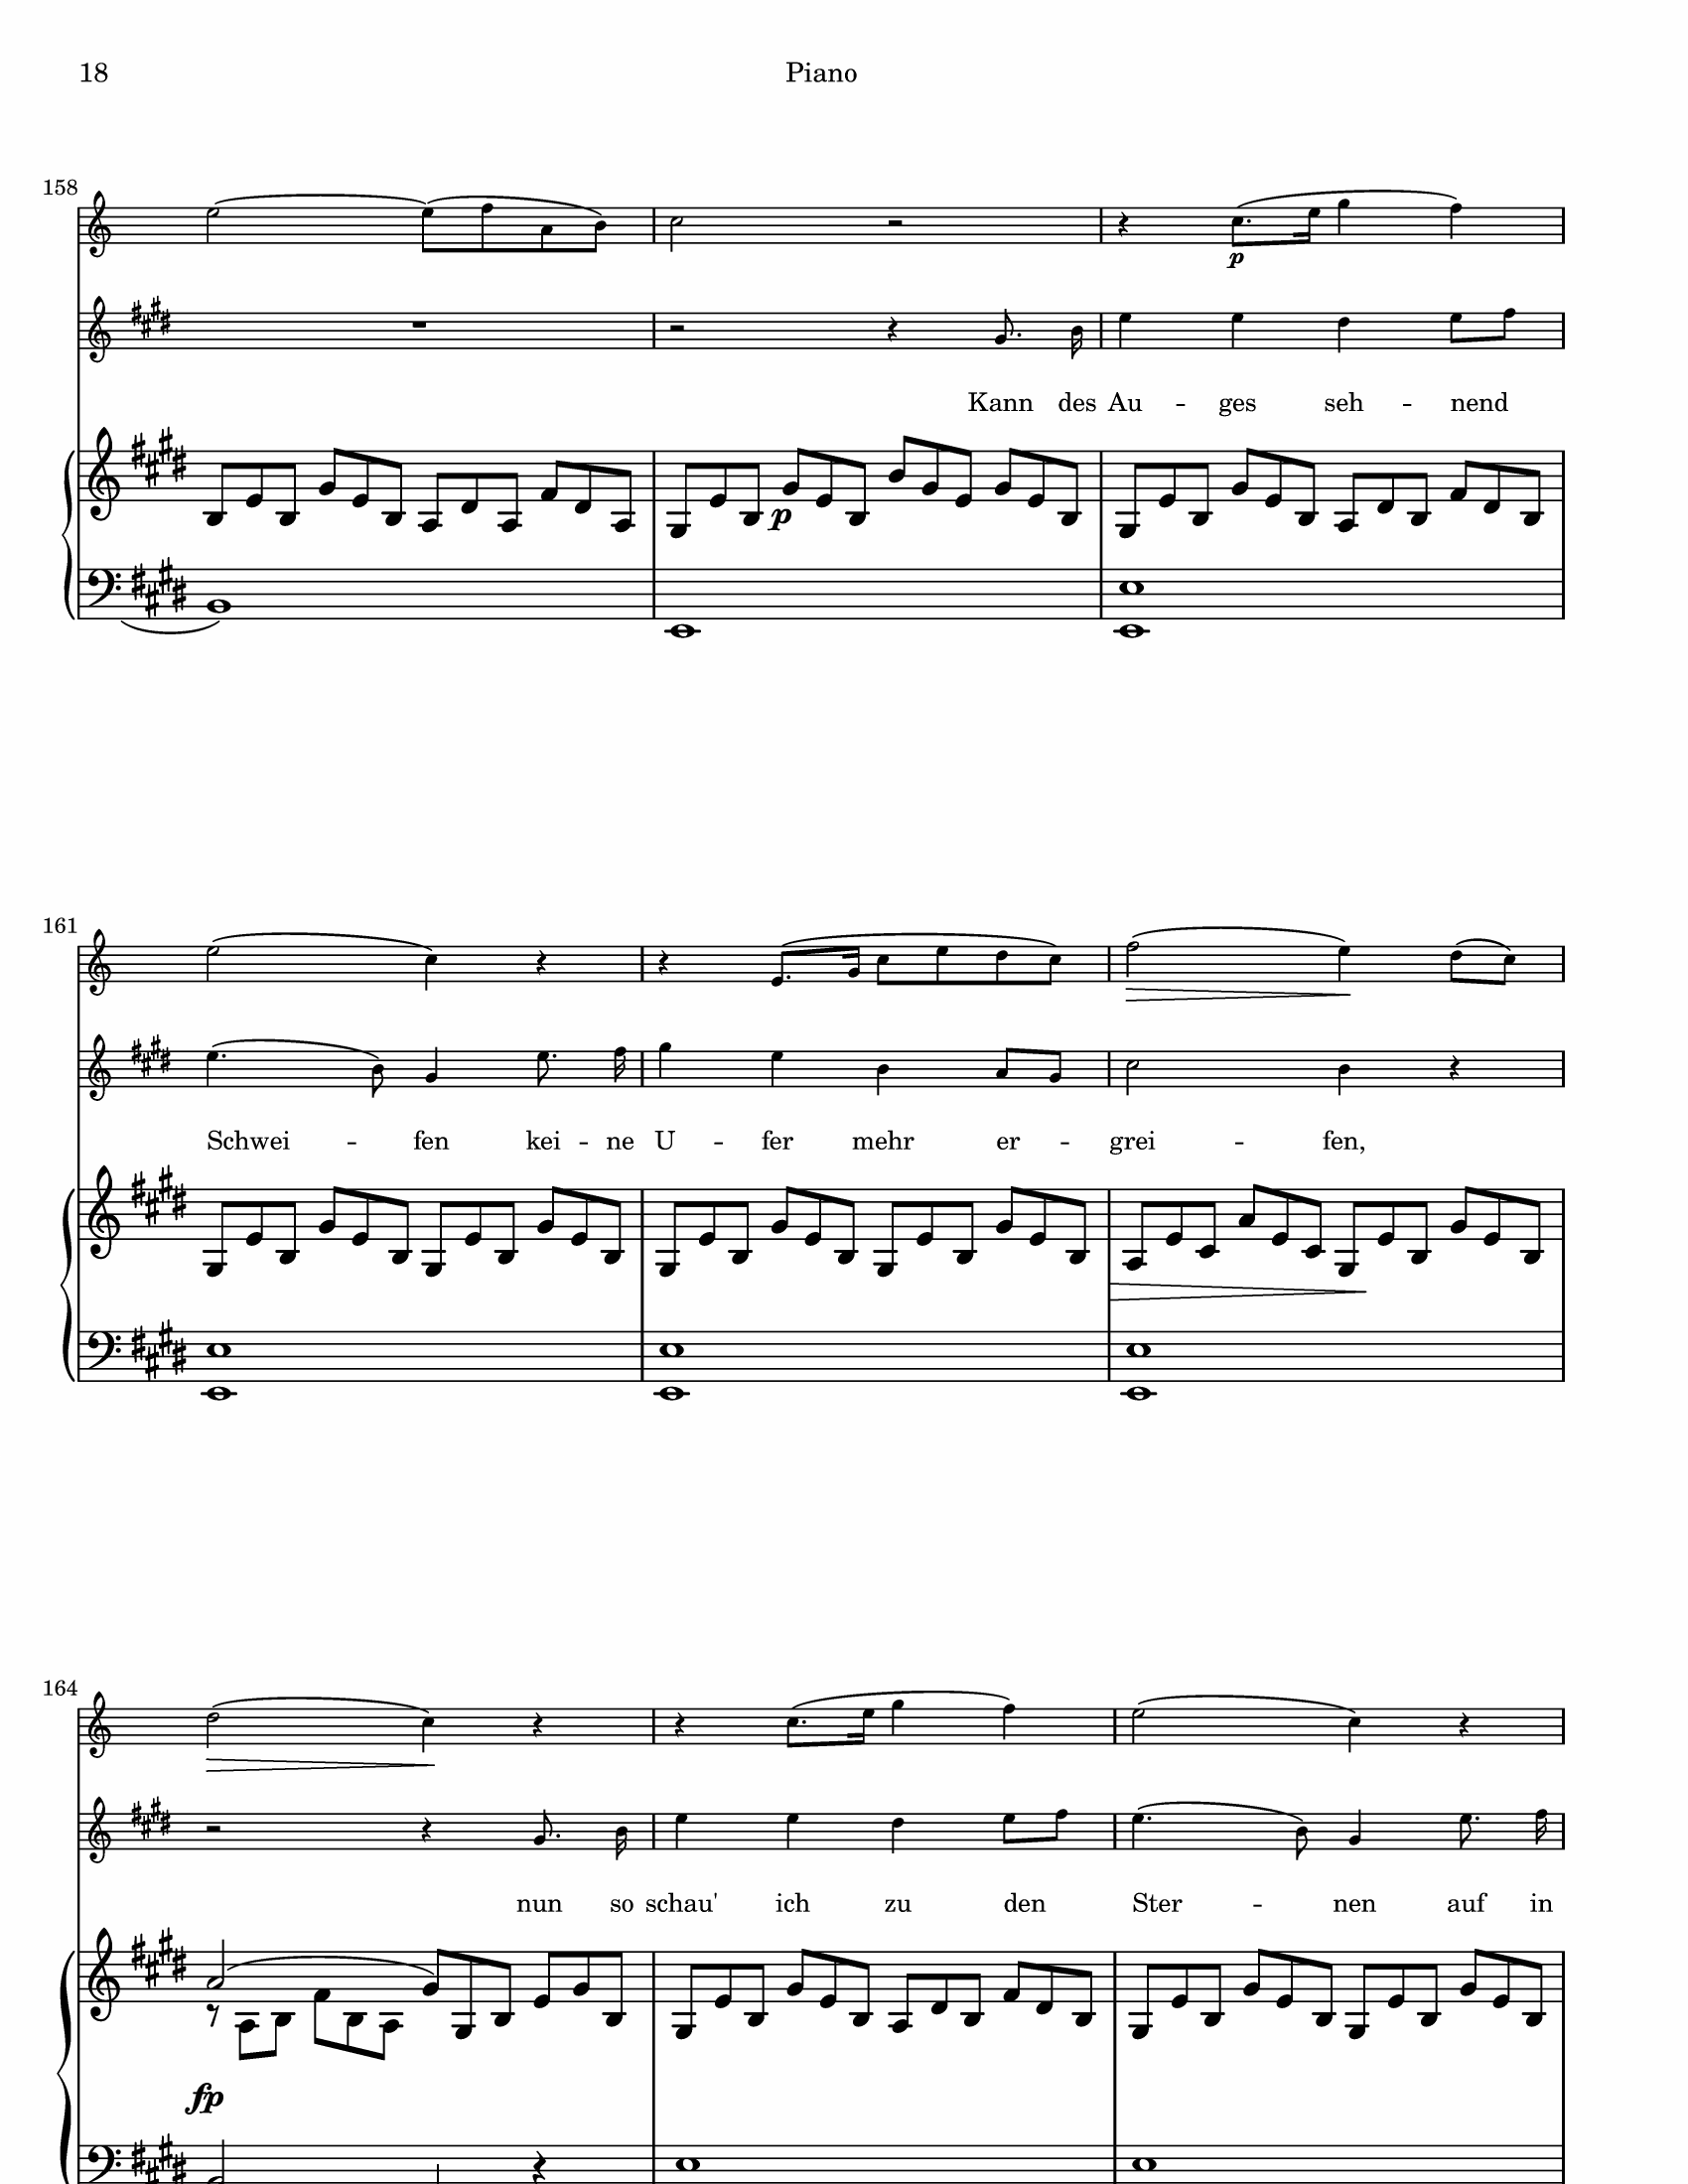 18 Piano
158
p
Kann des Au - ges seh - nend
p
161
Schwei - fen kei - ne U - fer mehr er - grei - fen,
164
nun so schau' ich zu den Ster - nen auf in
fp